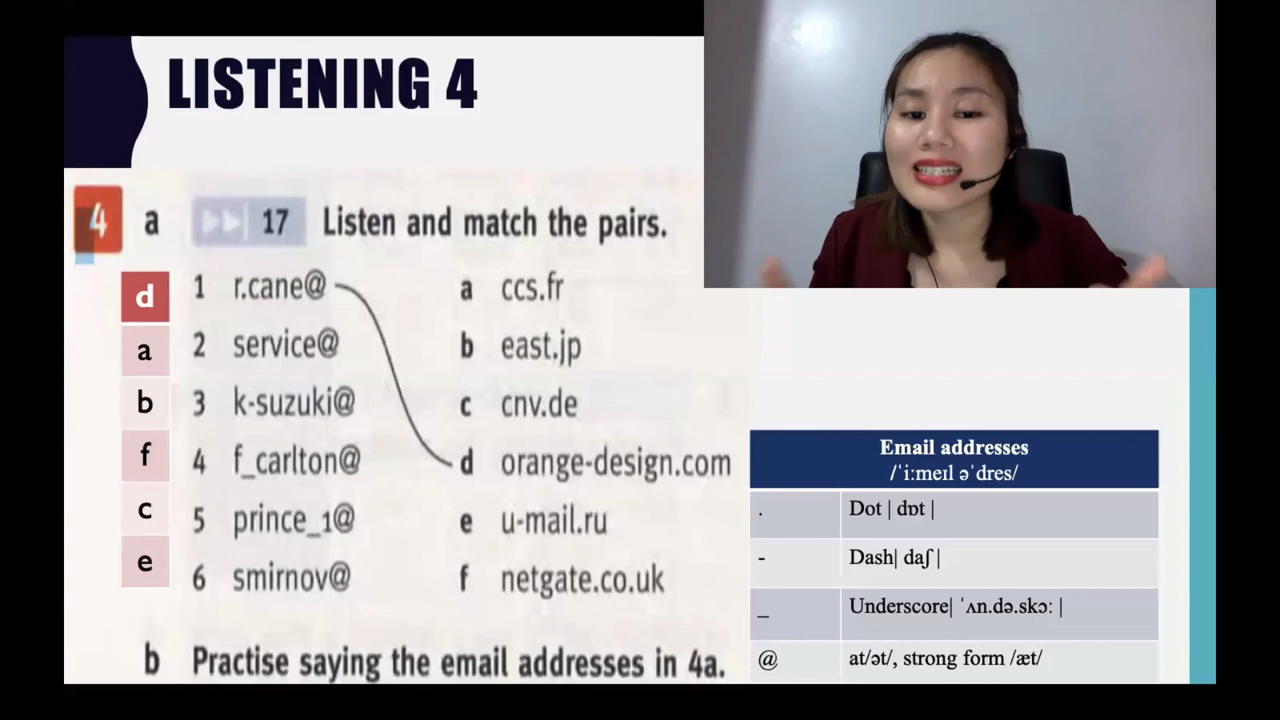 LISTENING 4
4 a 17 Listen and match the pairs.
d 1 r.cane@ a ccs.fr
a 2 service@ b east.jp
b 3 k-suzuki@ c cnv.de
f 4 f_carlton@ d orange-design.com
c 5 prince_1@ e u-mail.ru
e 6 smirnov@ f netgate.co.uk
b Practise saying the email addresses in 4a.
Email addresses
/ˈiːmeɪl əˈdres/
. Dot | dɒt |
- Dash| daʃ |
_ Underscore| ˈʌn.də.skɔː |
@ at/ət/, strong form /æt/